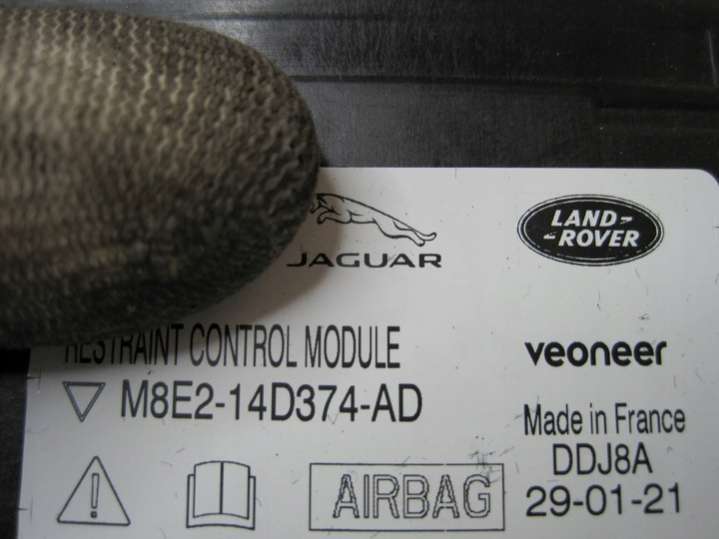 JAGUAR
LAND-
-ROVER
RESTRAINT CONTROL MODULE
veoneer
M8E2-14D374-AD
Made in France
DDJ8A
AIRBAG
29-01-21